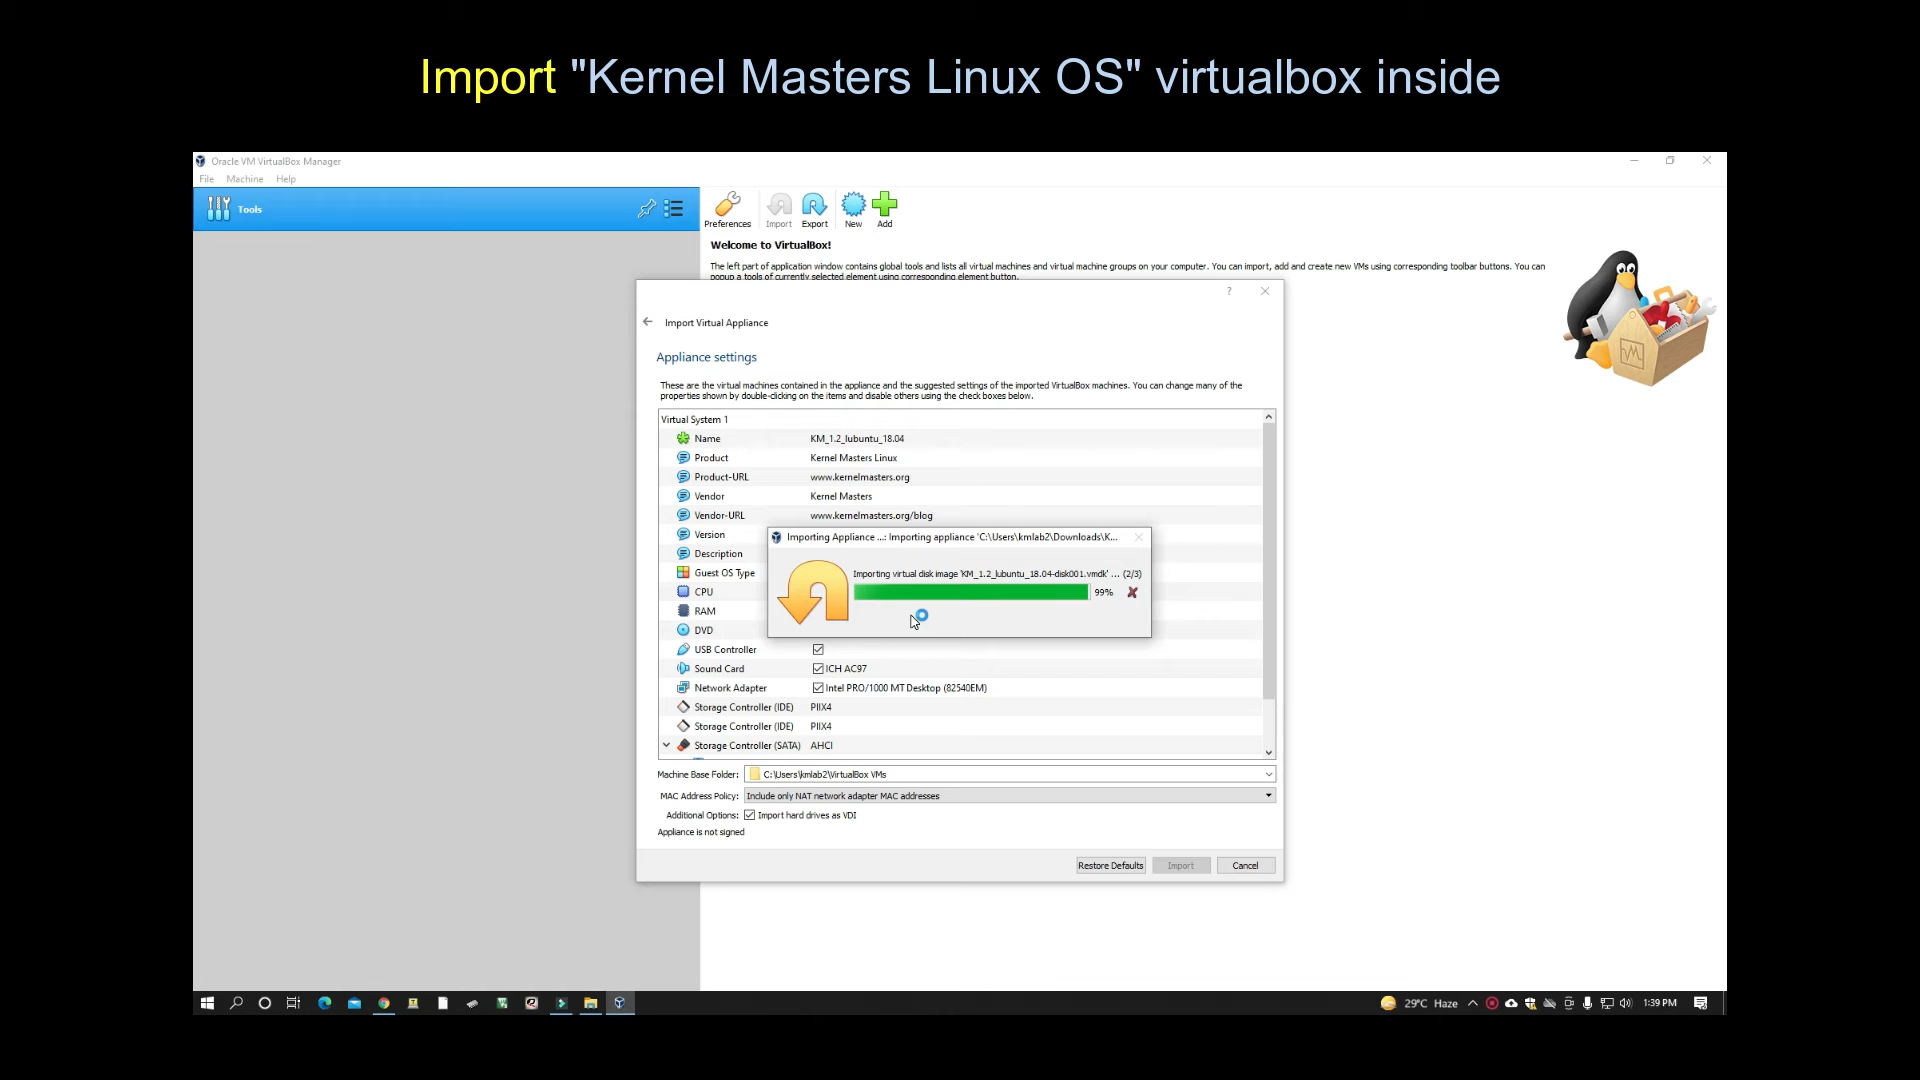 Import "Kernel Masters Linux OS" virtualbox inside
Oracle VM VirtualBox Manager
File Machine Help
Tools
Preferences Import Export New Add
Welcome to VirtualBox!
The left part of application window contains global tools and lists all virtual machines and virtual machine groups on your computer. You can import, add and create new VMs using corresponding toolbar buttons. You can
popup a tools of currently selected element using corresponding element button.
?
Import Virtual Appliance
Appliance settings
These are the virtual machines contained in the appliance and the suggested settings of the imported VirtualBox machines. You can change many of the
properties shown by double-clicking on the items and disable others using the check boxes below.
Virtual System 1
Name KM_1.2_lubuntu_18.04
Product Kernel Masters Linux
Product-URL www.kernelmasters.org
Vendor Kernel Masters
Vendor-URL www.kernelmasters.org/blog
Version
Importing Appliance ...: Importing appliance 'C:\Users\kmlab2\Downloads\K...
Description
Guest OS Type
Importing virtual disk image 'KM_1.2_lubuntu_18.04-disk001.vmdk' ... (2/3)
CPU
99%
RAM
DVD
USB Controller
Sound Card ICH AC97
Network Adapter Intel PRO/1000 MT Desktop (82540EM)
Storage Controller (IDE) PIIX4
Storage Controller (IDE) PIIX4
Storage Controller (SATA) AHCI
Machine Base Folder: C:\Users\kmlab2\VirtualBox VMs
MAC Address Policy: Include only NAT network adapter MAC addresses
Additional Options: Import hard drives as VDI
Appliance is not signed
Restore Defaults Import Cancel
29°C Haze 1:39 PM